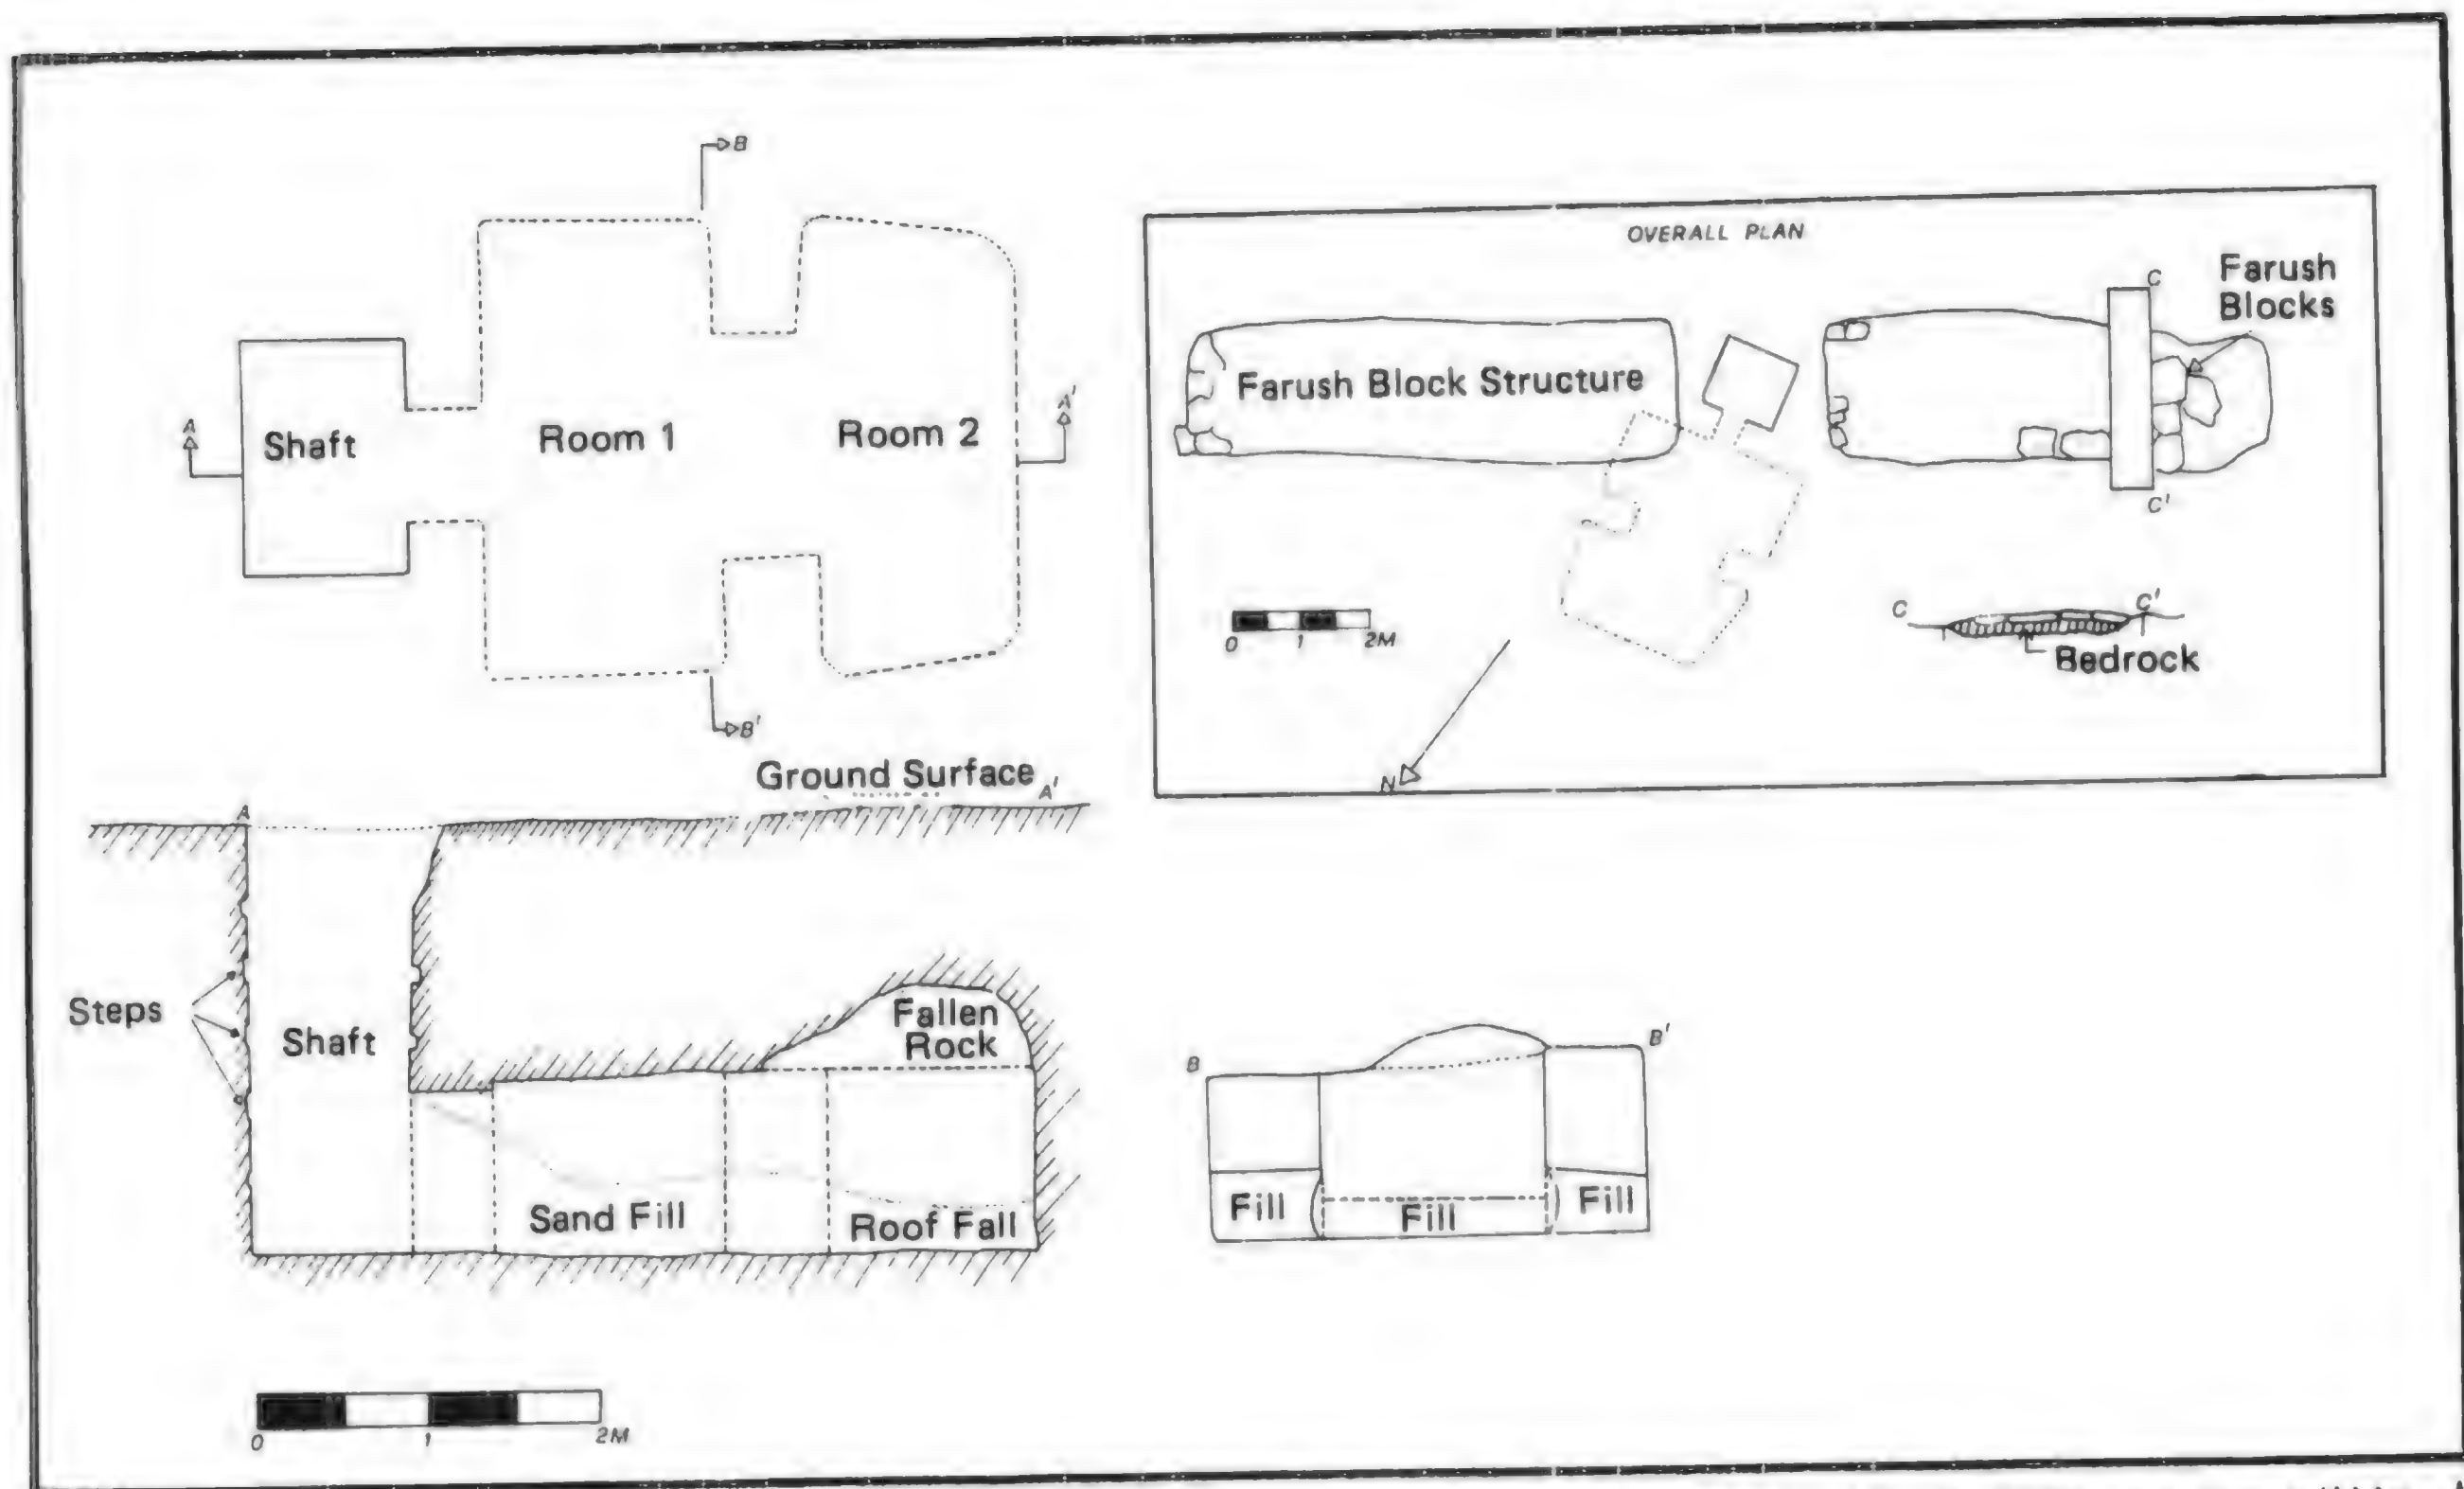 B
A
Shaft
Room 1
Room 2
A'
B'
OVERALL PLAN
Farush Block Structure
C
Farush
Blocks
C'
0 1 2M
N
C
C'
Bedrock
Ground Surface
A
A'
Steps
Shaft
Fallen
Rock
Sand Fill
Roof Fall
B
B'
Fill
Fill
Fill
0 1 2M